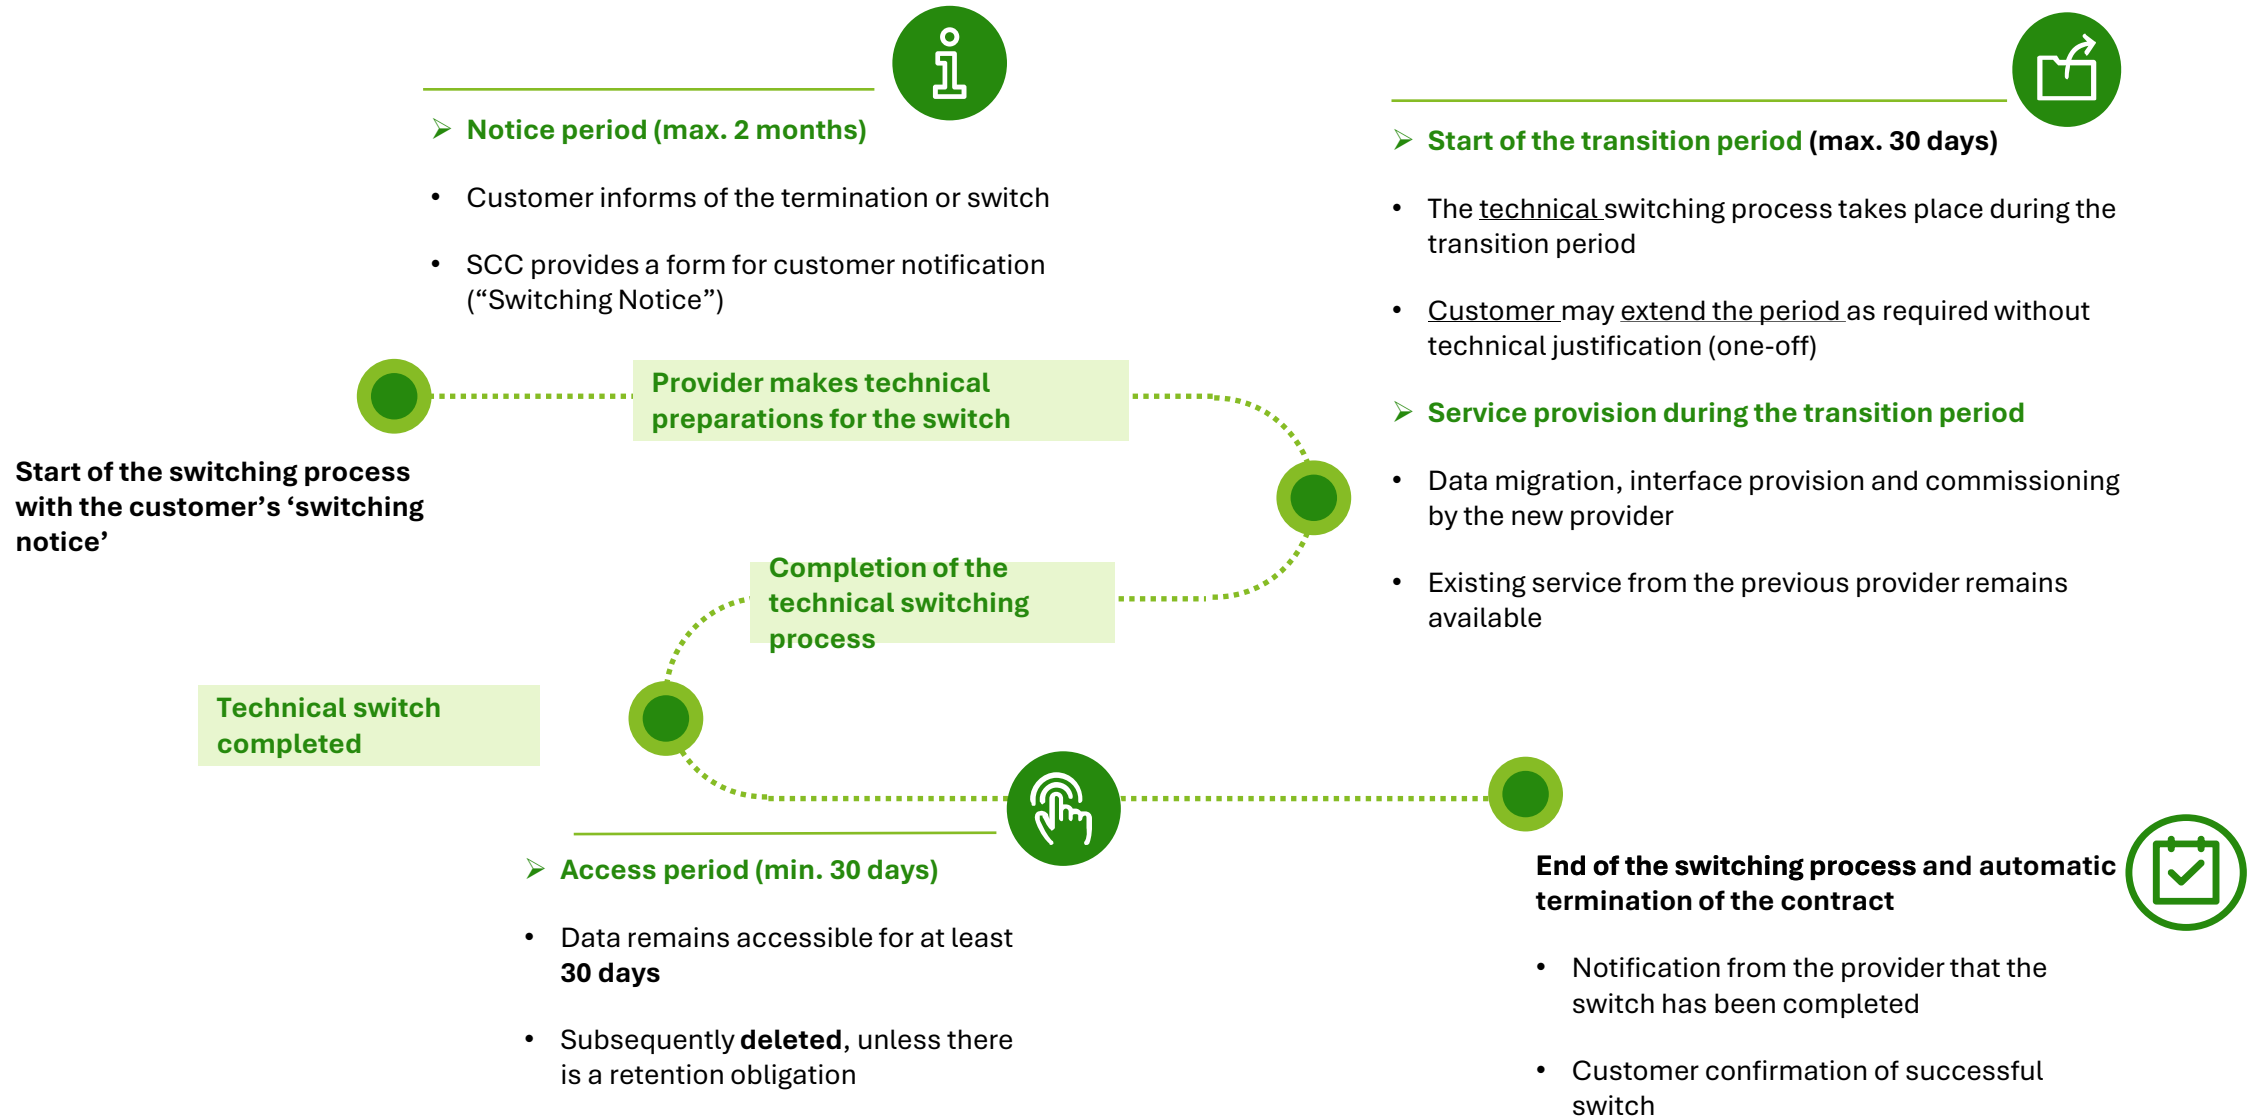 ➢ Notice period (max. 2 months)
• Customer informs of the termination or switch
• SCC provides a form for customer notification
(“Switching Notice”)
➢ Start of the transition period (max. 30 days)
• The technical switching process takes place during the
transition period
• Customer may extend the period as required without
technical justification (one-off)
➢ Service provision during the transition period
• Data migration, interface provision and commissioning
by the new provider
• Existing service from the previous provider remains
available
Provider makes technical
preparations for the switch
Start of the switching process
with the customer’s ‘switching
notice’
Completion of the
technical switching
process
Technical switch
completed
➢ Access period (min. 30 days)
• Data remains accessible for at least
30 days
• Subsequently deleted, unless there
is a retention obligation
End of the switching process and automatic
termination of the contract
• Notification from the provider that the
switch has been completed
• Customer confirmation of successful
switch